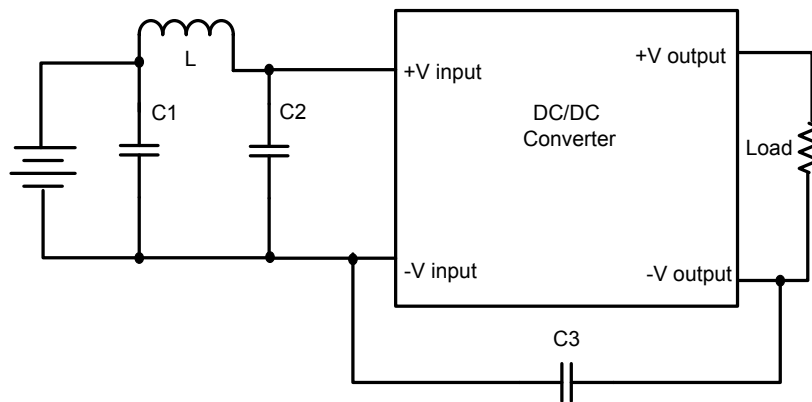 L
C1
C2
+V input
-V input
DC/DC
Converter
+V output
-V output
Load
C3